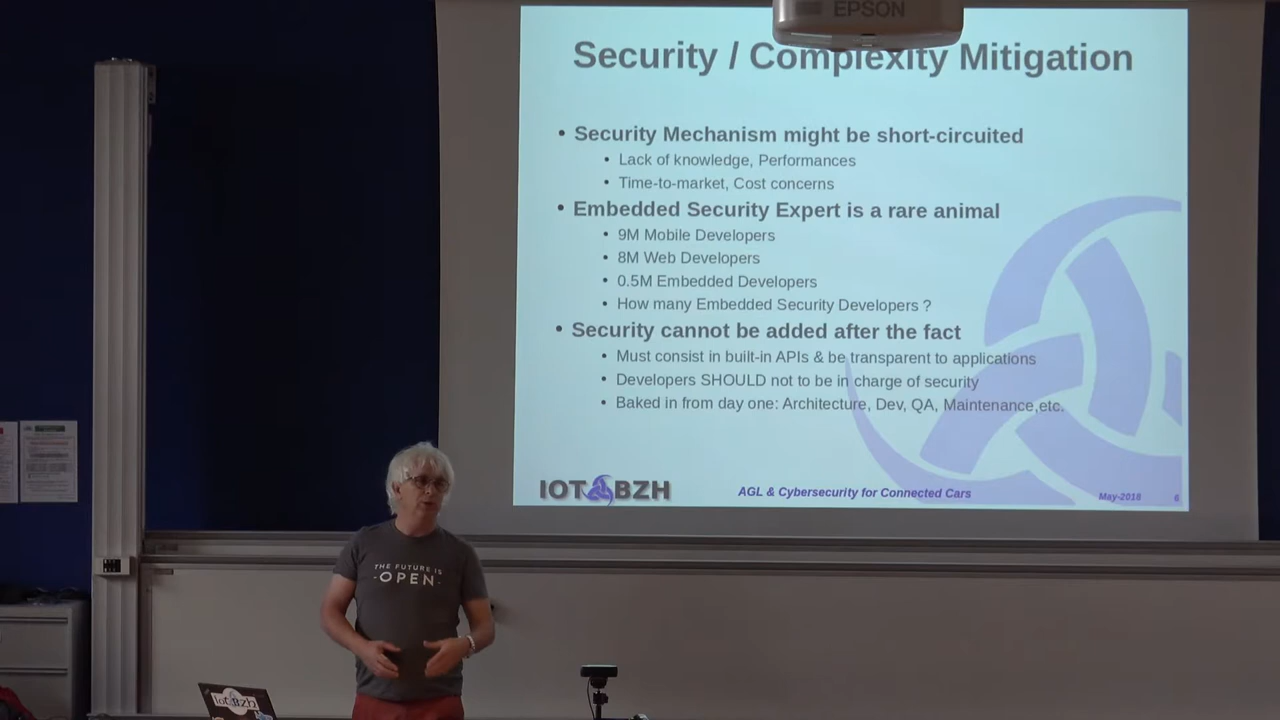 EPSON
Security / Complexity Mitigation
• Security Mechanism might be short-circuited
• Lack of knowledge, Performances
• Time-to-market, Cost concerns
• Embedded Security Expert is a rare animal
• 9M Mobile Developers
• 8M Web Developers
• 0.5M Embedded Developers
• How many Embedded Security Developers ?
• Security cannot be added after the fact
• Must consist in built-in APIs & be transparent to applications
• Developers SHOULD not to be in charge of security
• Baked in from day one: Architecture, Dev, QA, Maintenance,etc.
IOT BZH
AGL & Cybersecurity for Connected Cars
May-2018
6
THE FUTURE IS
-OPEN-
IoT.Bzh